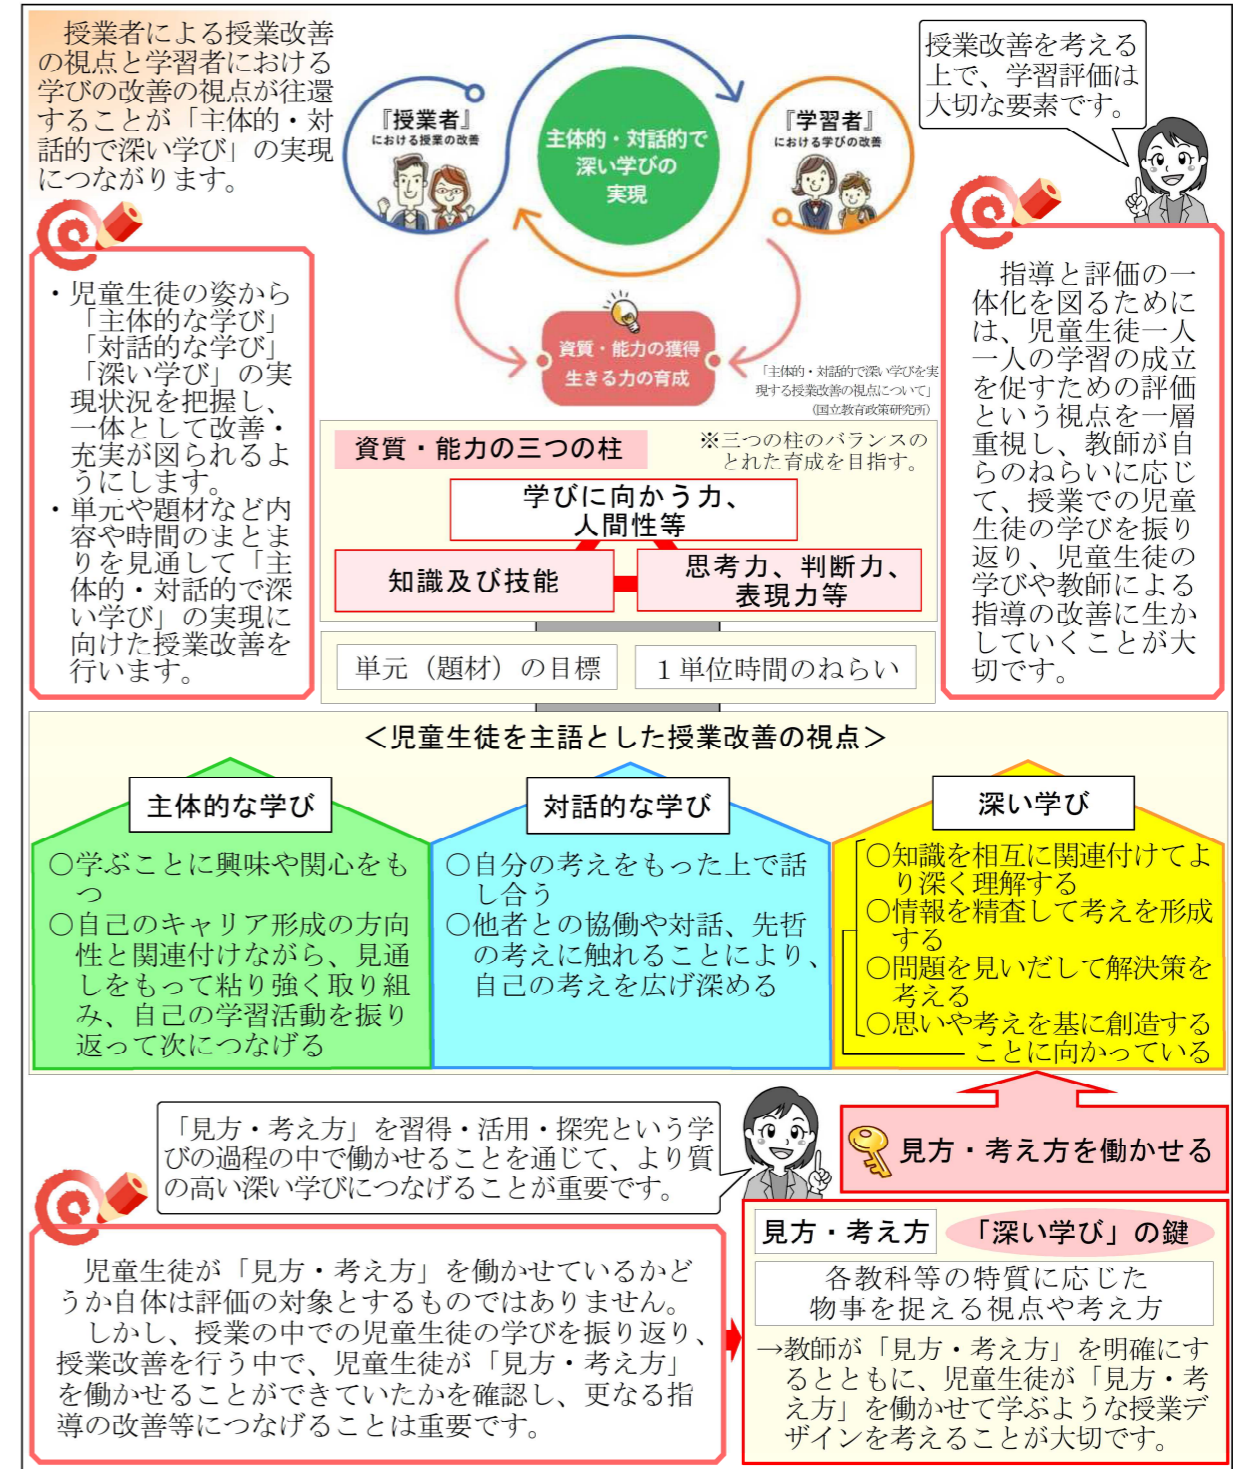 授業者による授業改善
の視点と学習者における
学びの改善の視点が往還
することが「主体的・対
話的で深い学び」の実現
につながります。
『授業者』
における授業の改善
主体的・対話的で
深い学びの
実現
『学習者』
における学びの改善
授業改善を考える
上で、学習評価は
大切な要素です。
・児童生徒の姿から
「主体的な学び」
「対話的な学び」
「深い学び」の実
現状況を把握し、
一体として改善・
充実が図られるよ
うにします。
・単元や題材など内
容や時間のまとま
りを見通して「主
体的・対話的で深
い学び」の実現に
向けた授業改善を
行います。
資質・能力の獲得
生きる力の育成
「主体的・対話的で深い学びを実
現する授業改善の視点について」
(国立教育政策研究所)
指導と評価の一
体化を図るために
は、児童生徒一人
一人の学習の成立
を促すための評価
という視点を一層
重視し、教師が自
らのねらいに応じ
て、授業での児童
生徒の学びを振り
返り、児童生徒の
学びや教師による
指導の改善に生か
していくことが大
切です。
資質・能力の三つの柱
※三つの柱のバランスの
とれた育成を目指す。
学びに向かう力、
人間性等
知識及び技能
思考力、判断力、
表現力等
単元(題材)の目標
1単位時間のねらい
<児童生徒を主語とした授業改善の視点>
主体的な学び
○学ぶことに興味や関心をも
つ
○自己のキャリア形成の方向
性と関連付けながら、見通
しをもって粘り強く取り組
み、自己の学習活動を振り
返って次につなげる
対話的な学び
○自分の考えをもった上で話
し合う
○他者との協働や対話、先哲
の考えに触れることにより、
自己の考えを広げ深める
深い学び
○知識を相互に関連付けてよ
り深く理解する
○情報を精査して考えを形成
する
○問題を見いだして解決策を
考える
○思いや考えを基に創造する
ことに向かっている
「見方・考え方」を習得・活用・探究という学
びの過程の中で働かせることを通じて、より質
の高い深い学びにつなげることが重要です。
見方・考え方を働かせる
児童生徒が「見方・考え方」を働かせているかど
うか自体は評価の対象とするものではありません。
しかし、授業の中での児童生徒の学びを振り返り、
授業改善を行う中で、児童生徒が「見方・考え方」
を働かせることができていたかを確認し、更なる指
導の改善等につなげることは重要です。
見方・考え方
「深い学び」の鍵
各教科等の特質に応じた
物事を捉える視点や考え方
→教師が「見方・考え方」を明確にす
るとともに、児童生徒が「見方・考
え方」を働かせて学ぶような授業デ
ザインを考えることが大切です。